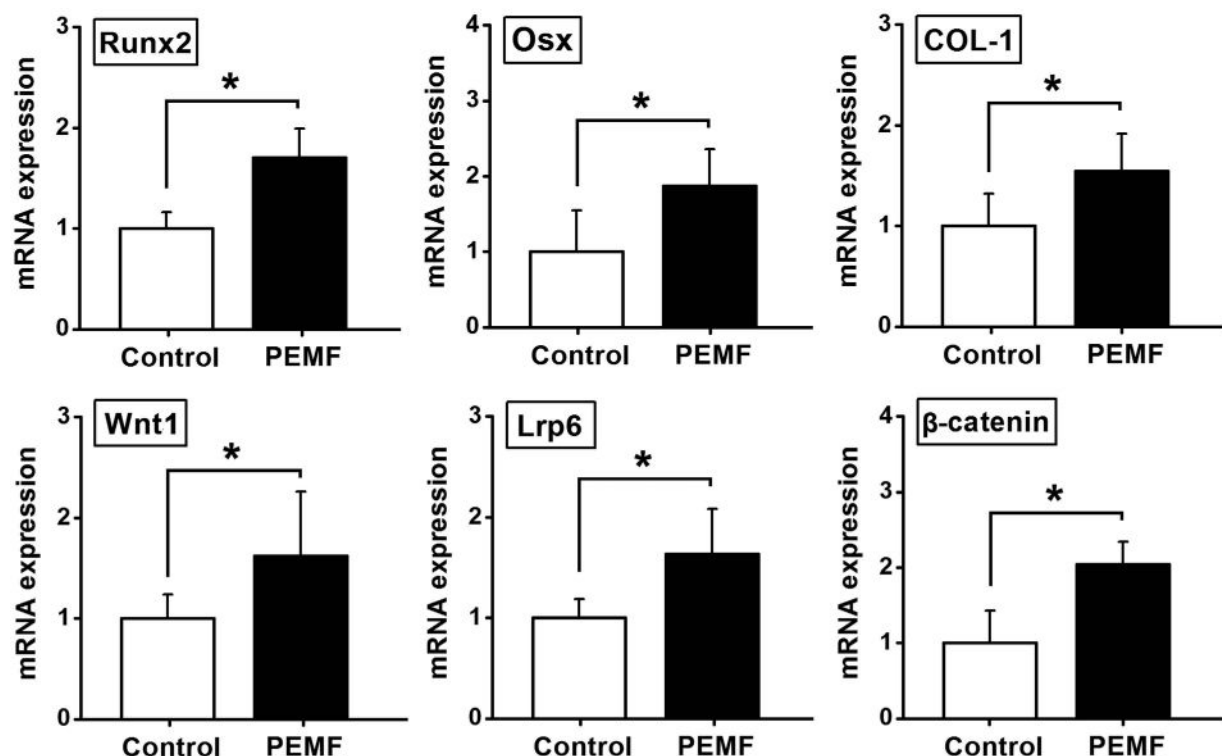 Runx2
mRNA expression
3
2
1
0
*
Control PEMF
Osx
mRNA expression
4
3
2
1
0
*
Control PEMF
COL-1
mRNA expression
3
2
1
0
*
Control PEMF
Wnt1
mRNA expression
3
2
1
0
*
Control PEMF
Lrp6
mRNA expression
3
2
1
0
*
Control PEMF
β-catenin
mRNA expression
4
3
2
1
0
*
Control PEMF